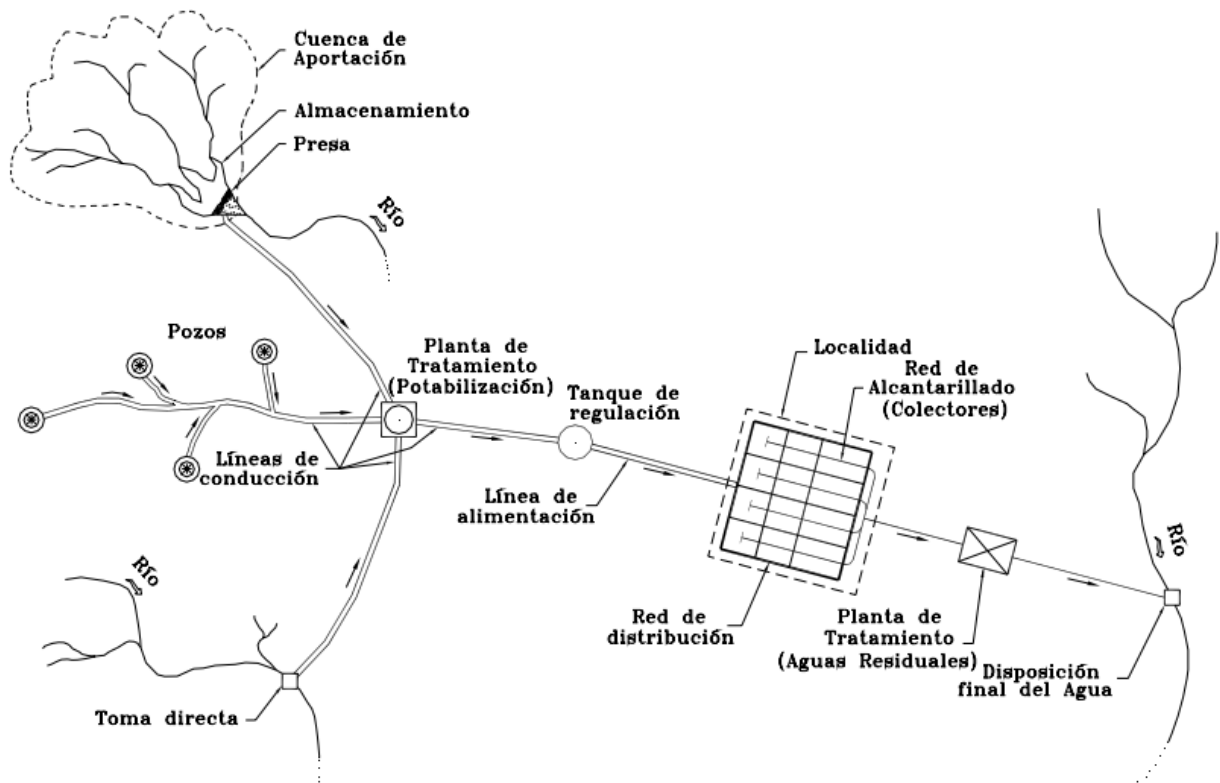 Cuenca de
Aportación
Almacenamiento
Presa
Río
Pozos
Planta de
Tratamiento
(Potabilización)
Tanque de
regulación
Localidad
Red de
Alcantarillado
(Colectores)
Líneas de
conducción
Línea de
alimentación
Río
Río
Red de
distribución
Planta de
Tratamiento
(Aguas Residuales)
Disposición
final del Agua
Toma directa